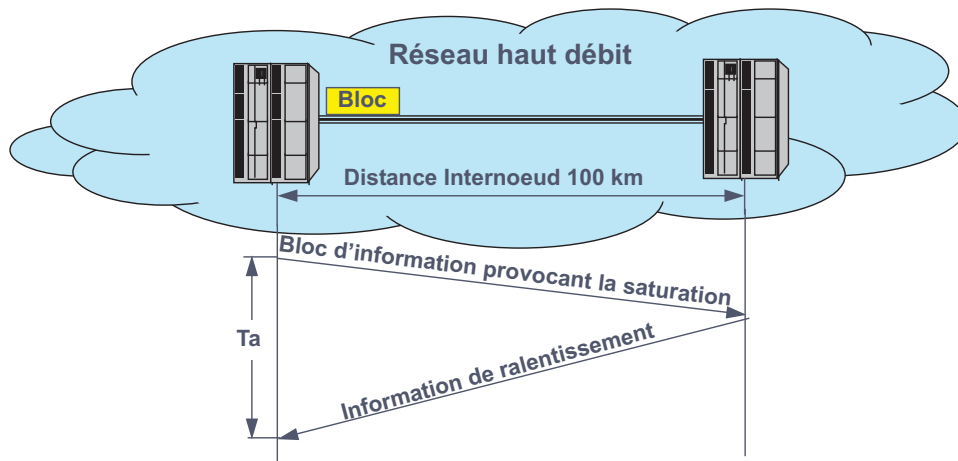 Réseau haut débit
Bloc
Distance Internoeud 100 km
Bloc d’information provocant la saturation
Ta
Information de ralentissement